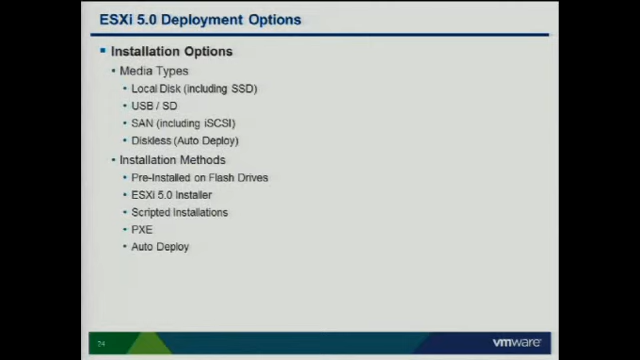 ESXi 5.0 Deployment Options
Installation Options
Media Types
Local Disk (including SSD)
USB / SD
SAN (including iSCSI)
Diskless (Auto Deploy)
Installation Methods
Pre-Installed on Flash Drives
ESXi 5.0 Installer
Scripted Installations
PXE
Auto Deploy
74
vmware